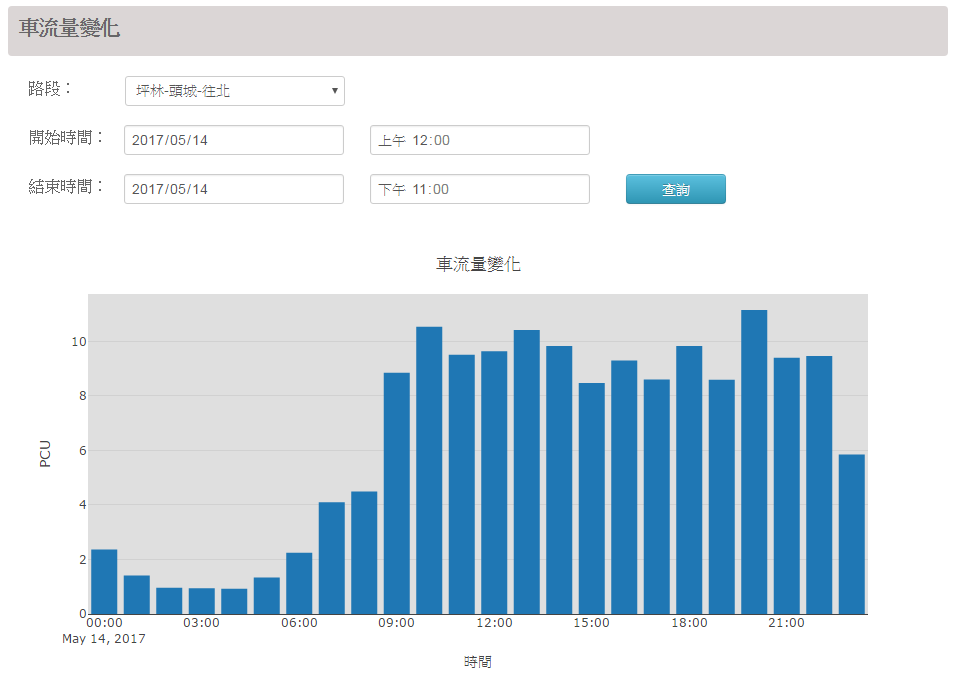 車流量變化
路段：
坪林-頭城-往北
開始時間：
2017/05/14
上午 12:00
結束時間：
2017/05/14
下午 11:00
查詢
車流量變化
10
8
6
4
2
0
PCU
00:00 03:00 06:00 09:00 12:00 15:00 18:00 21:00
May 14, 2017
時間